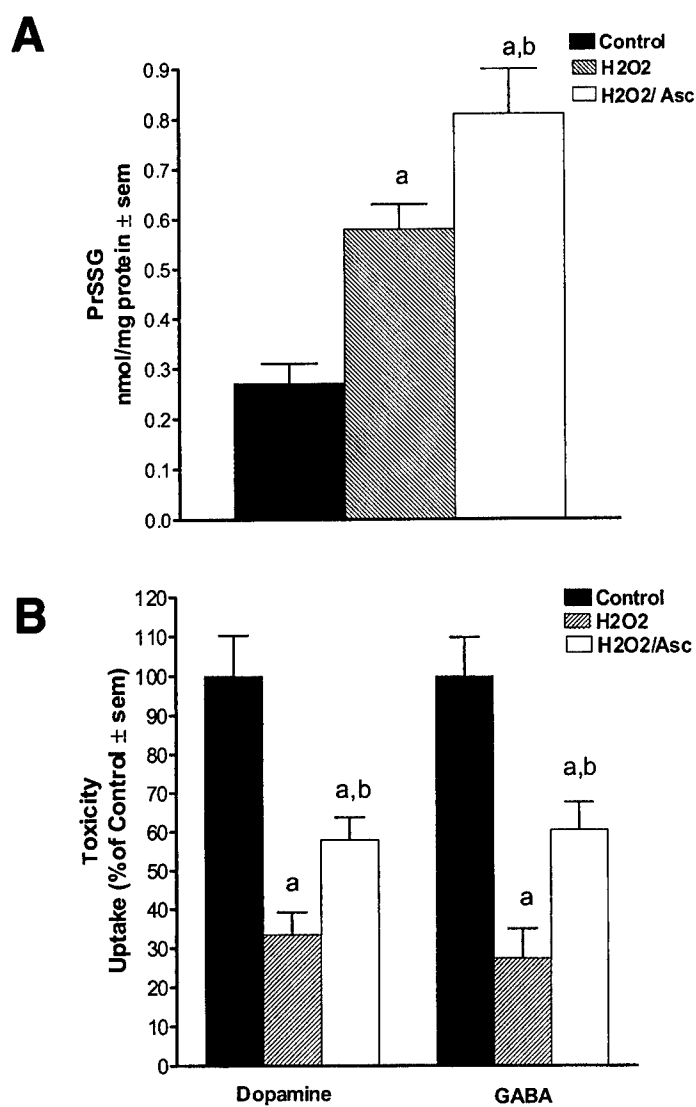 A
Control
H2O2
H2O2/ Asc
a,b
a
0.9
0.8
0.7
0.6
0.5
0.4
0.3
0.2
0.1
0.0
PrSSG
nmol/mg protein ± sem
B
Control
H2O2
H2O2/Asc
120
110
100
90
80
70
60
50
40
30
20
10
0
Toxicity
Uptake (% of Control ± sem)
a
a,b
a
a,b
Dopamine
GABA